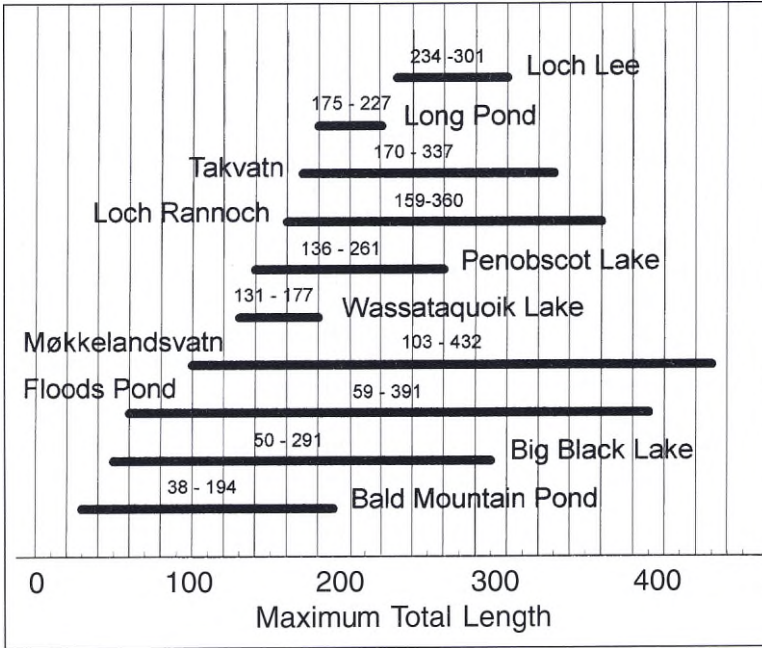 234 -301
Loch Lee
175 - 227
Long Pond
170 - 337
Takvatn
159-360
Loch Rannoch
136 - 261
Penobscot Lake
131 - 177
Wassataquoik Lake
Møkkelandsvatn
103 - 432
Floods Pond
59 - 391
50 - 291
Big Black Lake
38 - 194
Bald Mountain Pond
0 100 200 300 400
Maximum Total Length